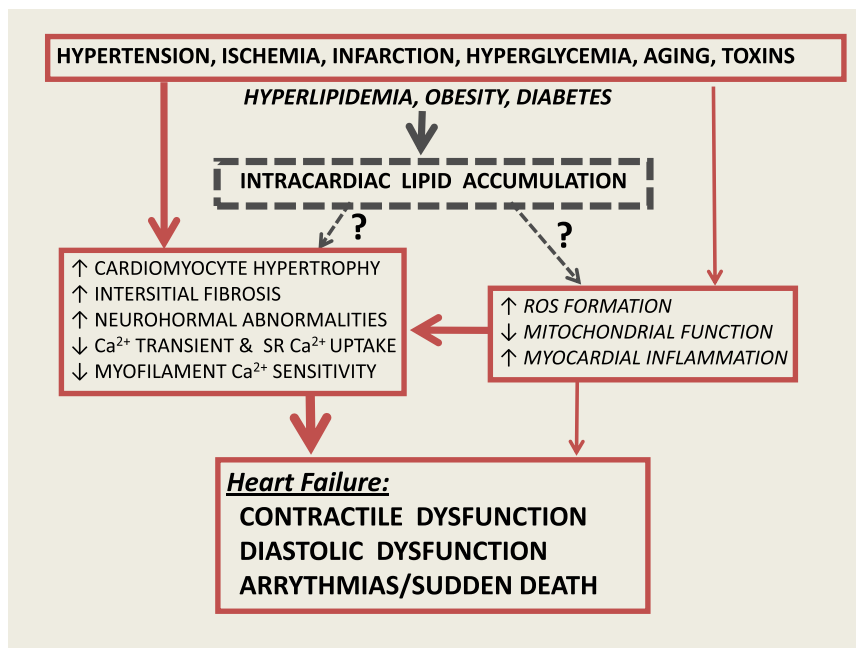 HYPERTENSION, ISCHEMIA, INFARCTION, HYPERGLYCEMIA, AGING, TOXINS
HYPERLIPIDEMIA, OBESITY, DIABETES
INTRACARDIAC LIPID ACCUMULATION
?
?
↑ CARDIOMYOCYTE HYPERTROPHY
↑ INTERSITIAL FIBROSIS
↑ NEUROHORMAL ABNORMALITIES
↓ Ca²⁺ TRANSIENT & SR Ca²⁺ UPTAKE
↓ MYOFILAMENT Ca²⁺ SENSITIVITY
↑ ROS FORMATION
↓ MITOCHONDRIAL FUNCTION
↑ MYOCARDIAL INFLAMMATION
Heart Failure:
CONTRACTILE DYSFUNCTION
DIASTOLIC DYSFUNCTION
ARRYTHMIAS/SUDDEN DEATH